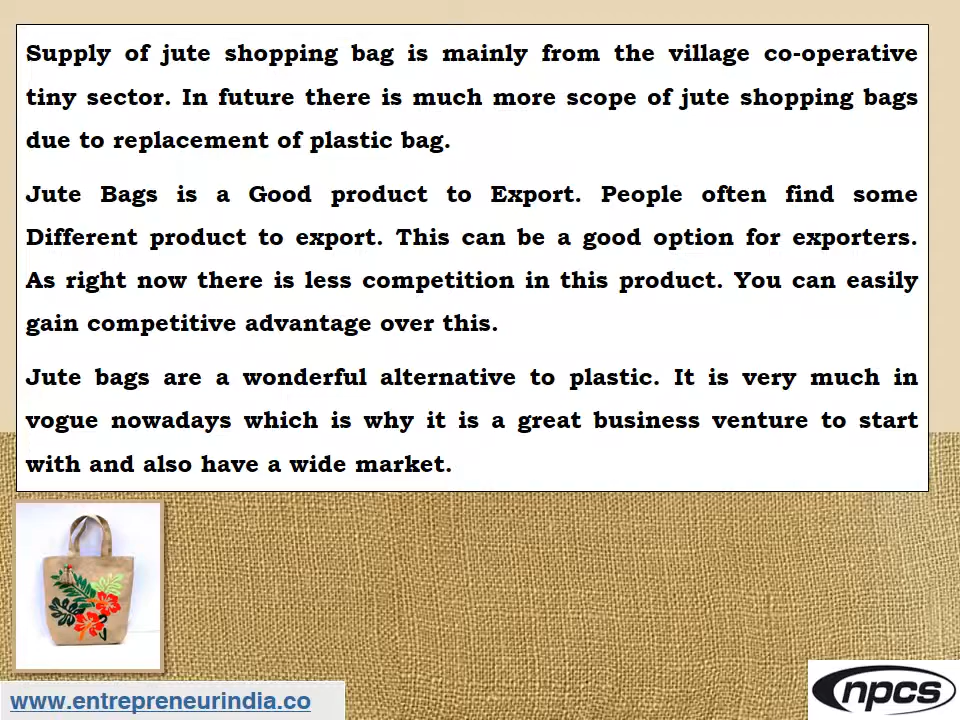 Supply of jute shopping bag is mainly from the village co-operative
tiny sector. In future there is much more scope of jute shopping bags
due to replacement of plastic bag.
Jute Bags is a Good product to Export. People often find some
Different product to export. This can be a good option for exporters.
As right now there is less competition in this product. You can easily
gain competitive advantage over this.
Jute bags are a wonderful alternative to plastic. It is very much in
vogue nowadays which is why it is a great business venture to start
with and also have a wide market.
www.entrepreneurindia.co
npcs